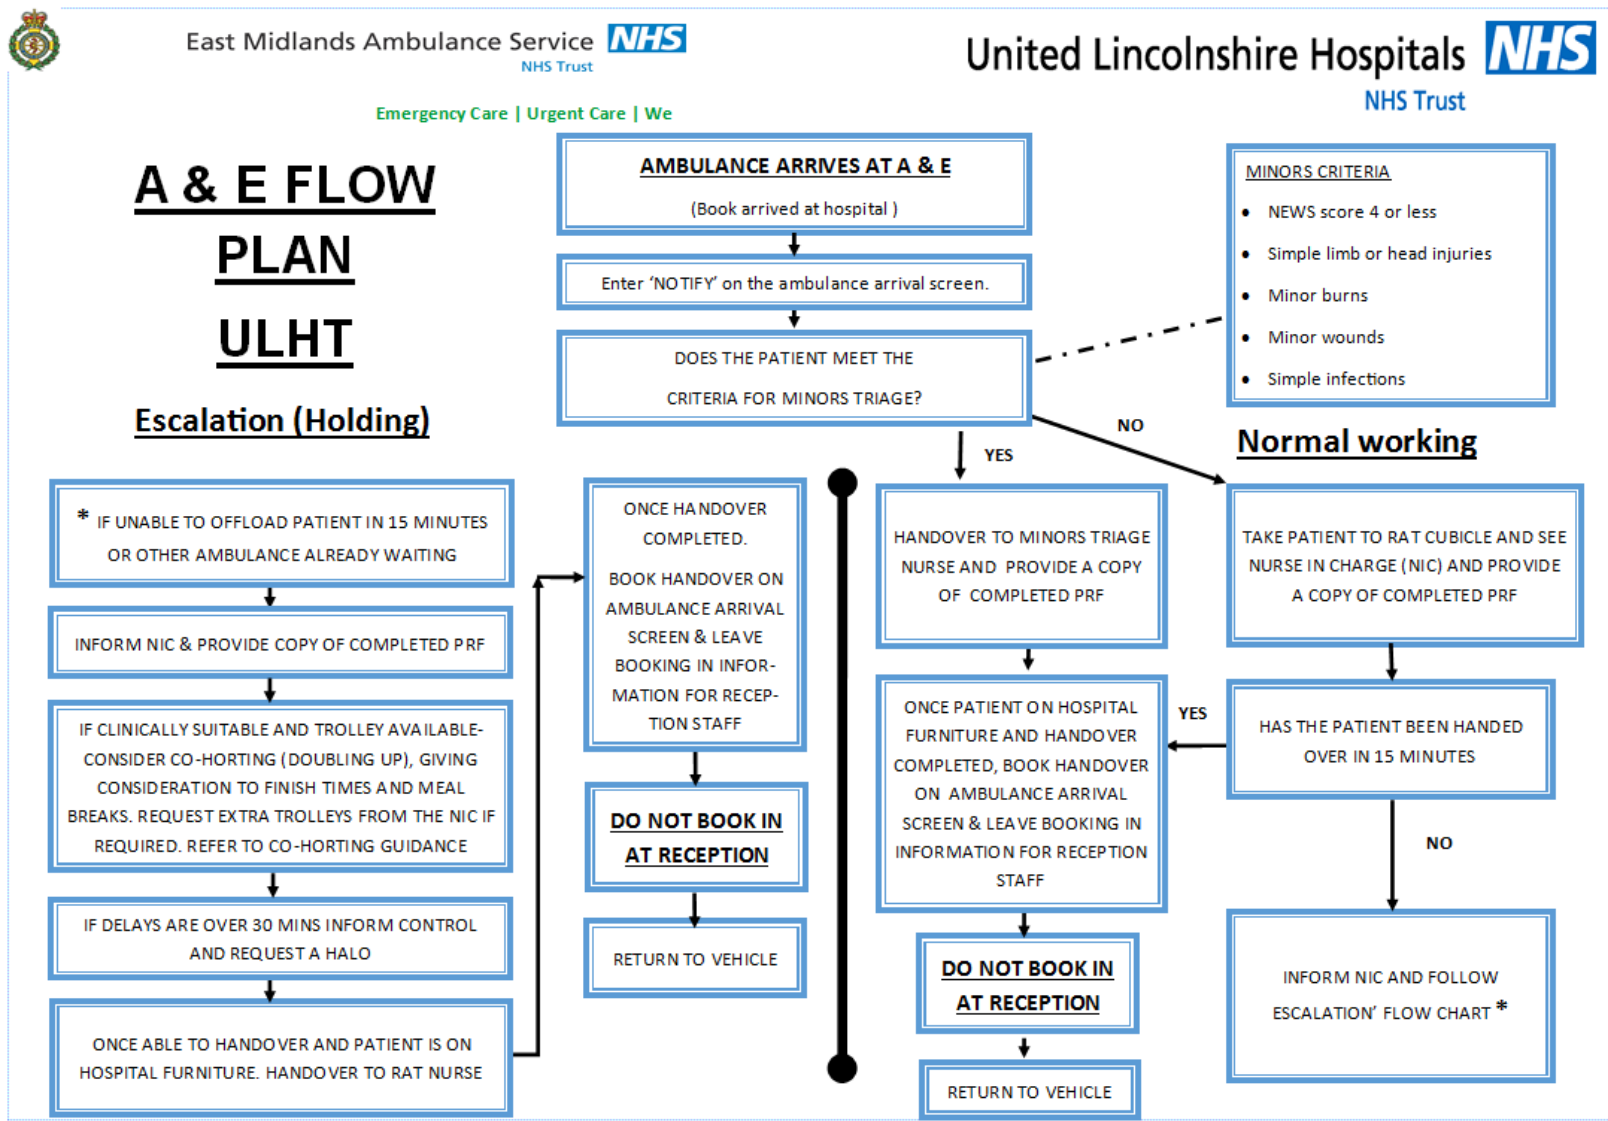 East Midlands Ambulance Service NHS
NHS Trust
United Lincolnshire Hospitals NHS
NHS Trust
Emergency Care | Urgent Care | We
A & E FLOW
PLAN
ULHT
AMBULANCE ARRIVES AT A & E
(Book arrived at hospital )
Enter ‘NOTIFY’ on the ambulance arrival screen.
DOES THE PATIENT MEET THE
CRITERIA FOR MINORS TRIAGE?
MINORS CRITERIA
• NEWS score 4 or less
• Simple limb or head injuries
• Minor burns
• Minor wounds
• Simple infections
Escalation (Holding)
* IF UNABLE TO OFFLOAD PATIENT IN 15 MINUTES
OR OTHER AMBULANCE ALREADY WAITING
INFORM NIC & PROVIDE COPY OF COMPLETED PRF
IF CLINICALLY SUITABLE AND TROLLEY AVAILABLE-
CONSIDER CO-HORTING (DOUBLING UP), GIVING
CONSIDERATION TO FINISH TIMES AND MEAL
BREAKS. REQUEST EXTRA TROLLEYS FROM THE NIC IF
REQUIRED. REFER TO CO-HORTING GUIDANCE
IF DELAYS ARE OVER 30 MINS INFORM CONTROL
AND REQUEST A HALO
ONCE ABLE TO HANDOVER AND PATIENT IS ON
HOSPITAL FURNITURE. HANDOVER TO RAT NURSE
ONCE HANDOVER
COMPLETED.
BOOK HANDOVER ON
AMBULANCE ARRIVAL
SCREEN & LEAVE
BOOKING IN INFOR-
MATION FOR RECEP-
TION STAFF
DO NOT BOOK IN
AT RECEPTION
RETURN TO VEHICLE
Normal working
YES
NO
HANDOVER TO MINORS TRIAGE
NURSE AND PROVIDE A COPY
OF COMPLETED PRF
ONCE PATIENT ON HOSPITAL
FURNITURE AND HANDOVER
COMPLETED, BOOK HANDOVER
ON AMBULANCE ARRIVAL
SCREEN & LEAVE BOOKING IN
INFORMATION FOR RECEPTION
STAFF
DO NOT BOOK IN
AT RECEPTION
RETURN TO VEHICLE
TAKE PATIENT TO RAT CUBICLE AND SEE
NURSE IN CHARGE (NIC) AND PROVIDE
A COPY OF COMPLETED PRF
HAS THE PATIENT BEEN HANDED
OVER IN 15 MINUTES
YES
NO
INFORM NIC AND FOLLOW
ESCALATION’ FLOW CHART *